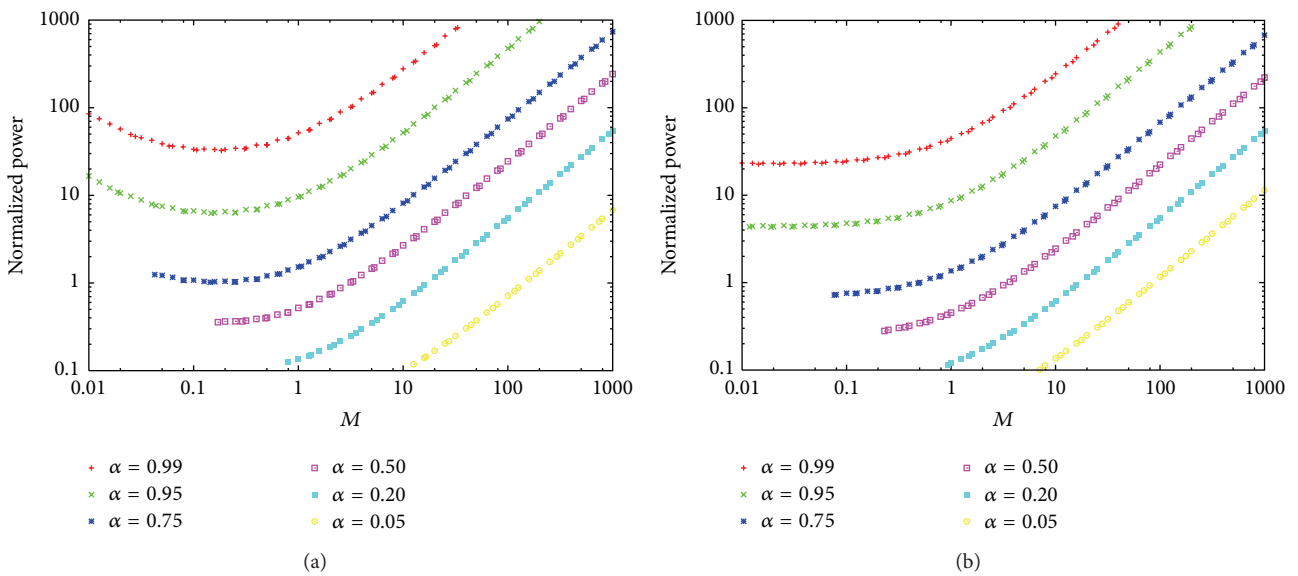 Normalized power
1000
100
10
1
0.1
0.01
0.1
1
10
100
1000
M
α = 0.99
α = 0.95
α = 0.75
α = 0.50
α = 0.20
α = 0.05
(a)
Normalized power
1000
100
10
1
0.1
0.01
0.1
1
10
100
1000
M
α = 0.99
α = 0.95
α = 0.75
α = 0.50
α = 0.20
α = 0.05
(b)